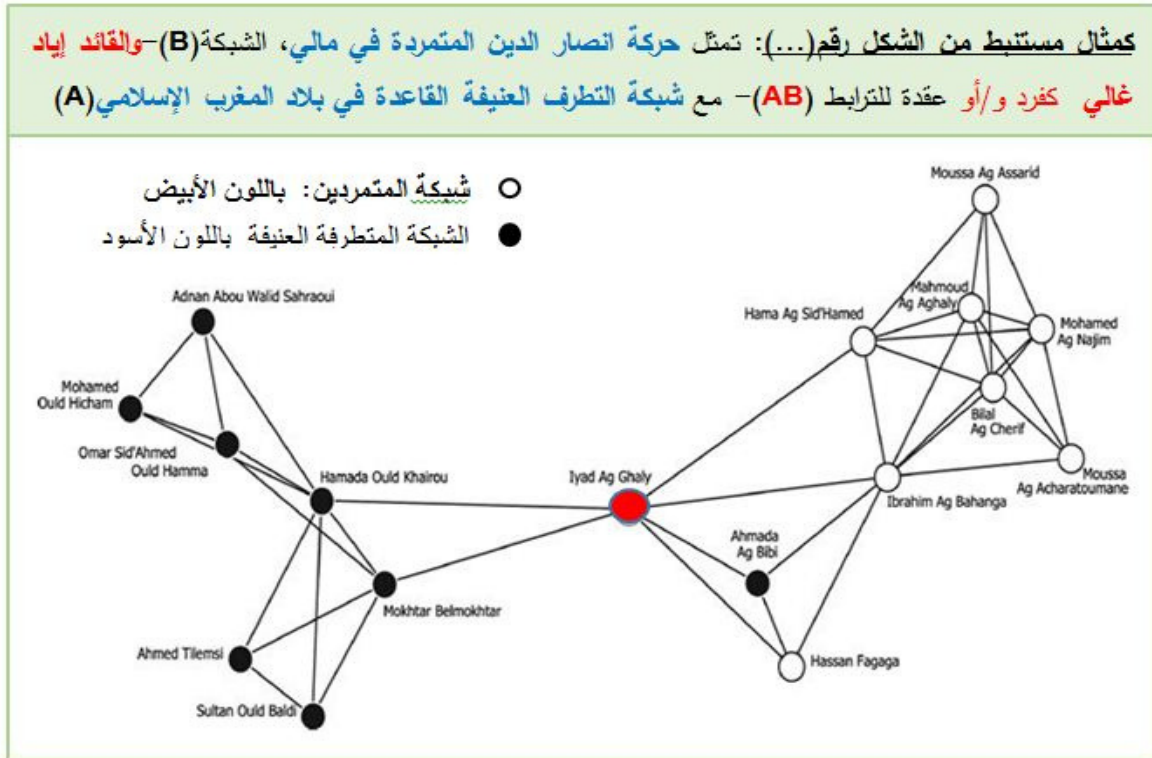 كمثال مستنبط من الشكل رقم(...): تمثل حركة انصار الدين المتمردة في مالي، الشبكة(B)–والقائد إياد
غالي كفرد و/أو عقدة للترابط (AB)– مع شبكة التطرف العنيفة القاعدة في بلاد المغرب الإسلامي(A)
شبكة المتمردين: باللون الأبيض
الشبكة المتطرفة العنيفة باللون الأسود
Moussa Ag Assarid
Adnan Abou Walid Sahraoui
Mahmoud
Ag Aghaly
Hama Ag Sid'Hamed
Mohamed
Ag Najim
Mohamed
Ould Hicham
Bilal
Ag Cherif
Omar Sid'Ahmed
Ould Hamma
Hamada Ould Khairou
Iyad Ag Ghaly
Moussa
Ag Acharatoumane
Ibrahim Ag Bahanga
Ahmada
Ag Bibi
Mokhtar Belmokhtar
Ahmed Tilemsi
Hassan Fagaga
Sultan Ould Baldi